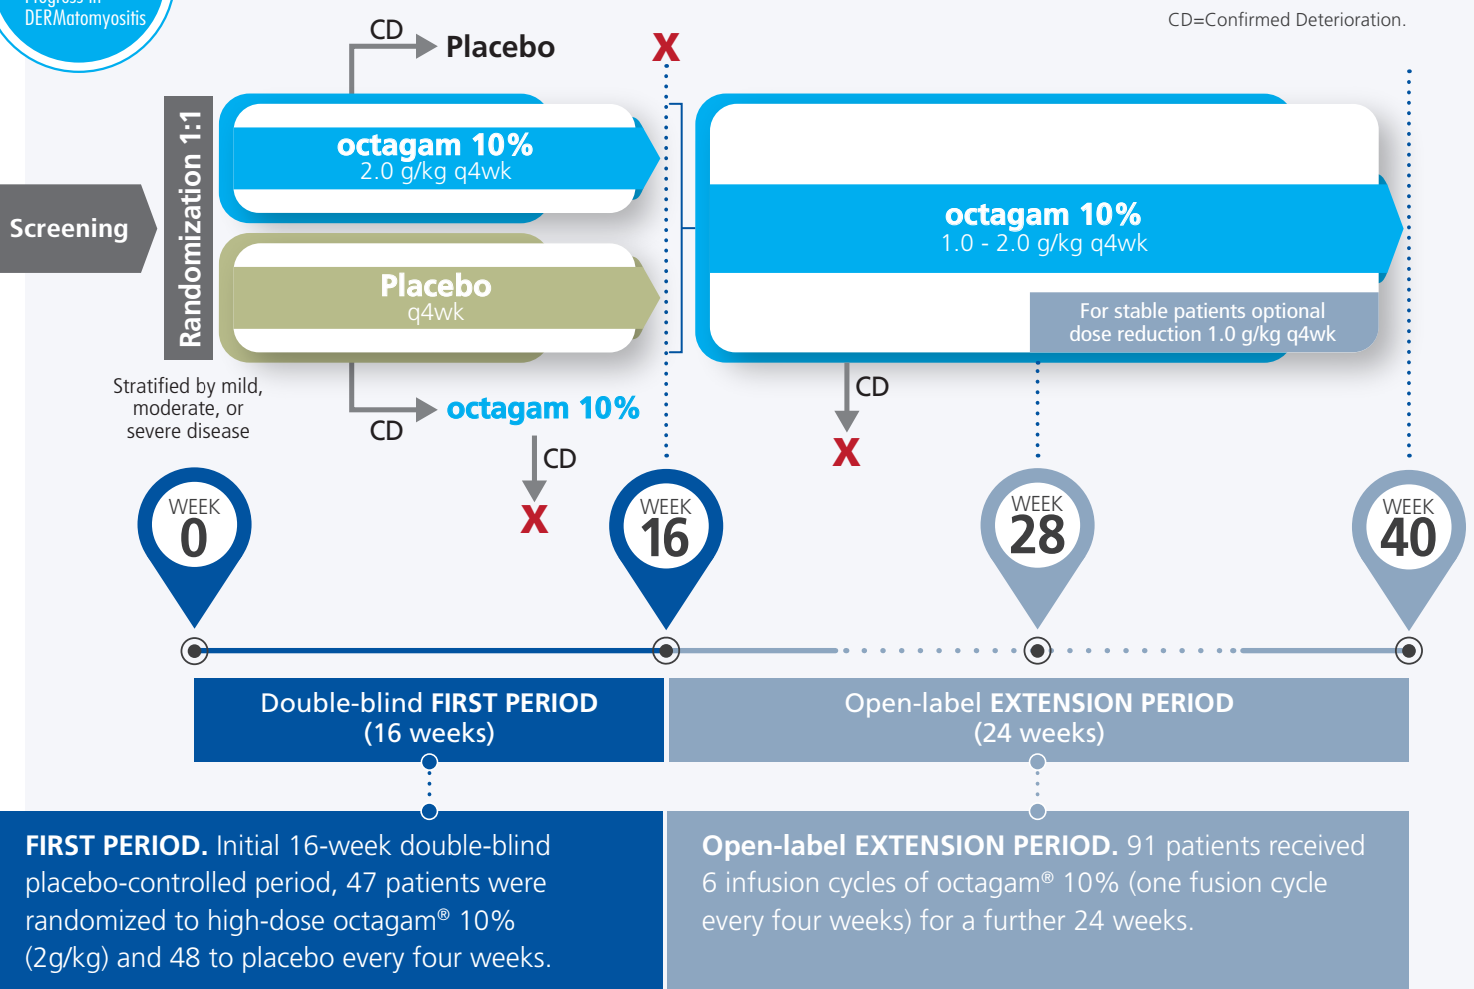 Progress in
DERMatomyositis
CD=Confirmed Deterioration.
CD
Placebo
X
Screening
Randomization 1:1
octagam 10%
2.0 g/kg q4wk
Placebo
q4wk
octagam 10%
1.0 - 2.0 g/kg q4wk
For stable patients optional
dose reduction 1.0 g/kg q4wk
Stratified by mild,
moderate, or
severe disease
CD
octagam 10%
CD
X
CD
X
WEEK
0
WEEK
16
WEEK
28
WEEK
40
Double-blind FIRST PERIOD
(16 weeks)
Open-label EXTENSION PERIOD
(24 weeks)
FIRST PERIOD. Initial 16-week double-blind
placebo-controlled period, 47 patients were
randomized to high-dose octagam® 10%
(2g/kg) and 48 to placebo every four weeks.
Open-label EXTENSION PERIOD. 91 patients received
6 infusion cycles of octagam® 10% (one fusion cycle
every four weeks) for a further 24 weeks.